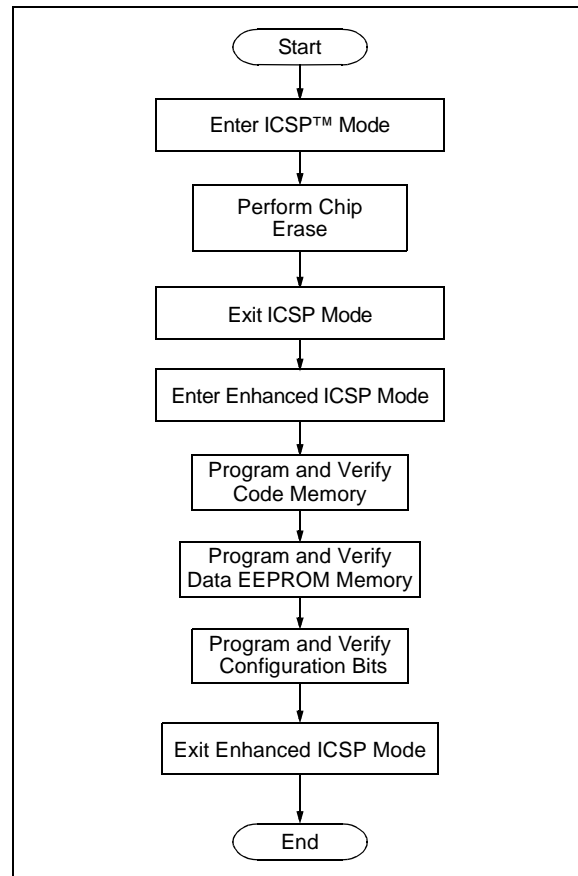 Start
Enter ICSP™ Mode
Perform Chip
Erase
Exit ICSP Mode
Enter Enhanced ICSP Mode
Program and Verify
Code Memory
Program and Verify
Data EEPROM Memory
Program and Verify
Configuration Bits
Exit Enhanced ICSP Mode
End